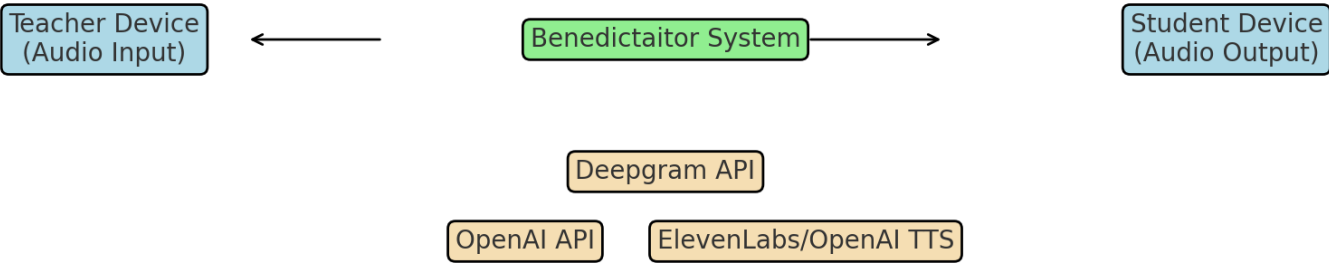 Teacher Device
(Audio Input)
Benedictaitor System
Student Device
(Audio Output)
Deepgram API
OpenAI API
ElevenLabs/OpenAI TTS